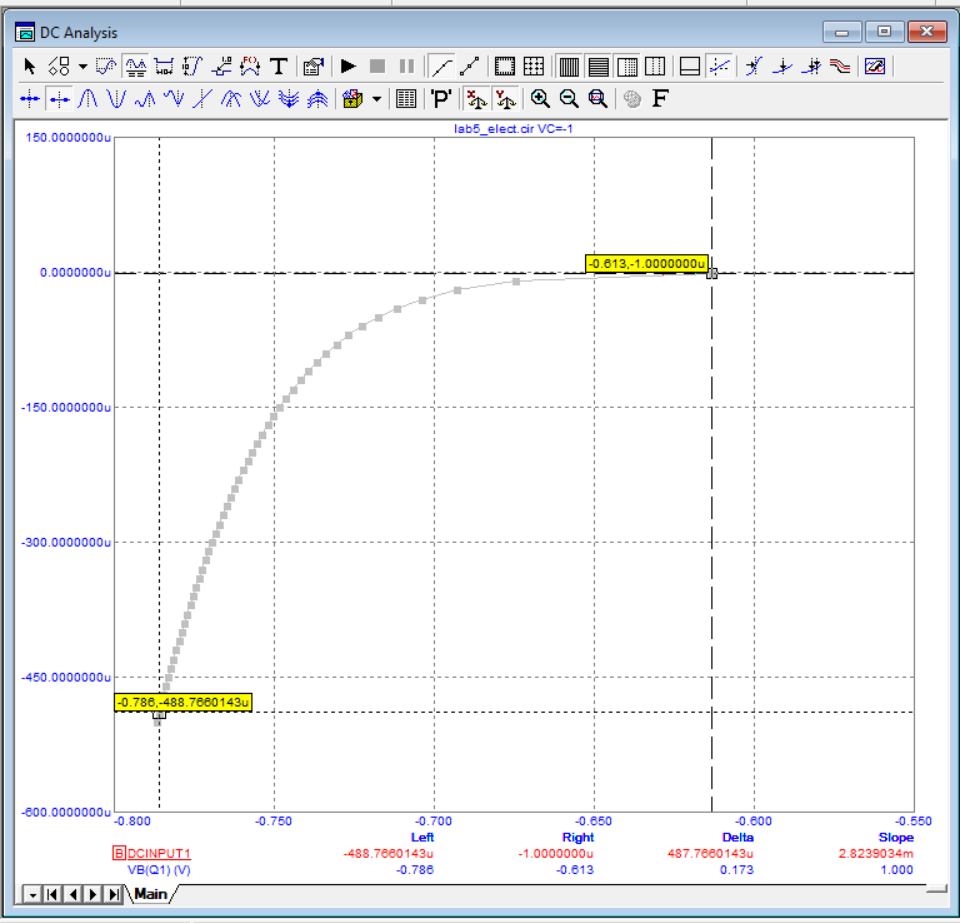 DC Analysis
T
'P' F
lab5_elect.cir VC=-1
150.0000000u
0.0000000u
-0.613,-1.0000000u
-150.0000000u
-300.0000000u
-450.0000000u
-0.786,-488.7660143u
-600.0000000u
-0.800 -0.750 -0.700 -0.650 -0.600 -0.550
Left Right Delta Slope
B DCINPUT1 -488.7660143u -1.0000000u 487.7660143u 2.8239034m
VB(Q1) (V) -0.786 -0.613 0.173 1.000
Main